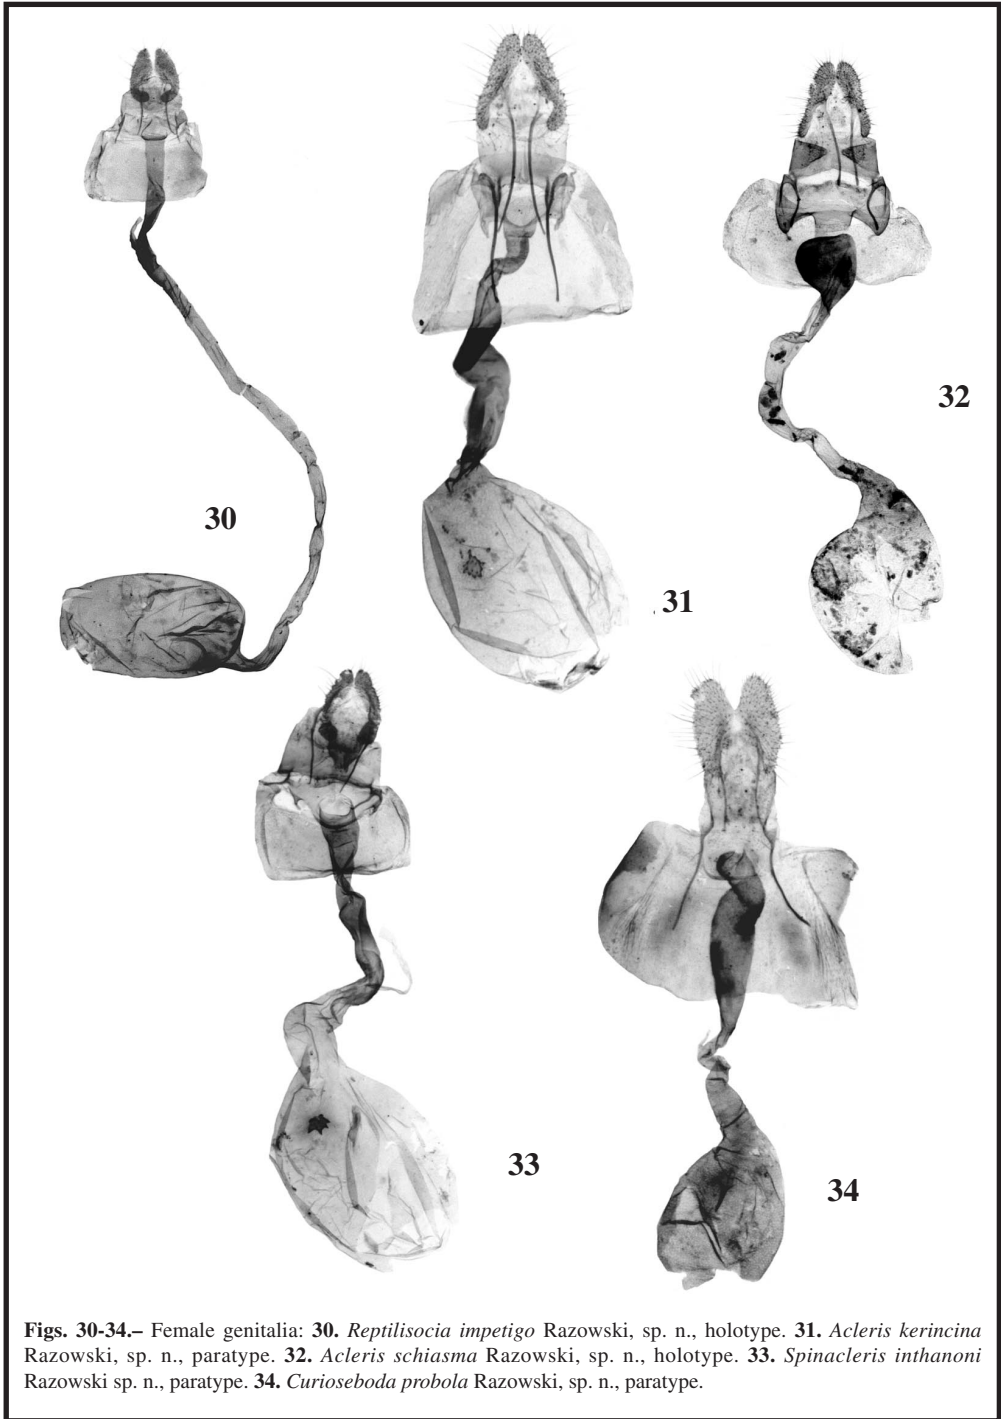 30
31
32
33
34
Figs. 30-34.– Female genitalia: 30. Reptilisocia impetigo Razowski, sp. n., holotype. 31. Acleris kerincina
Razowski, sp. n., paratype. 32. Acleris schiasma Razowski, sp. n., holotype. 33. Spinacleris inthanoni
Razowski sp. n., paratype. 34. Curioseboda probola Razowski, sp. n., paratype.